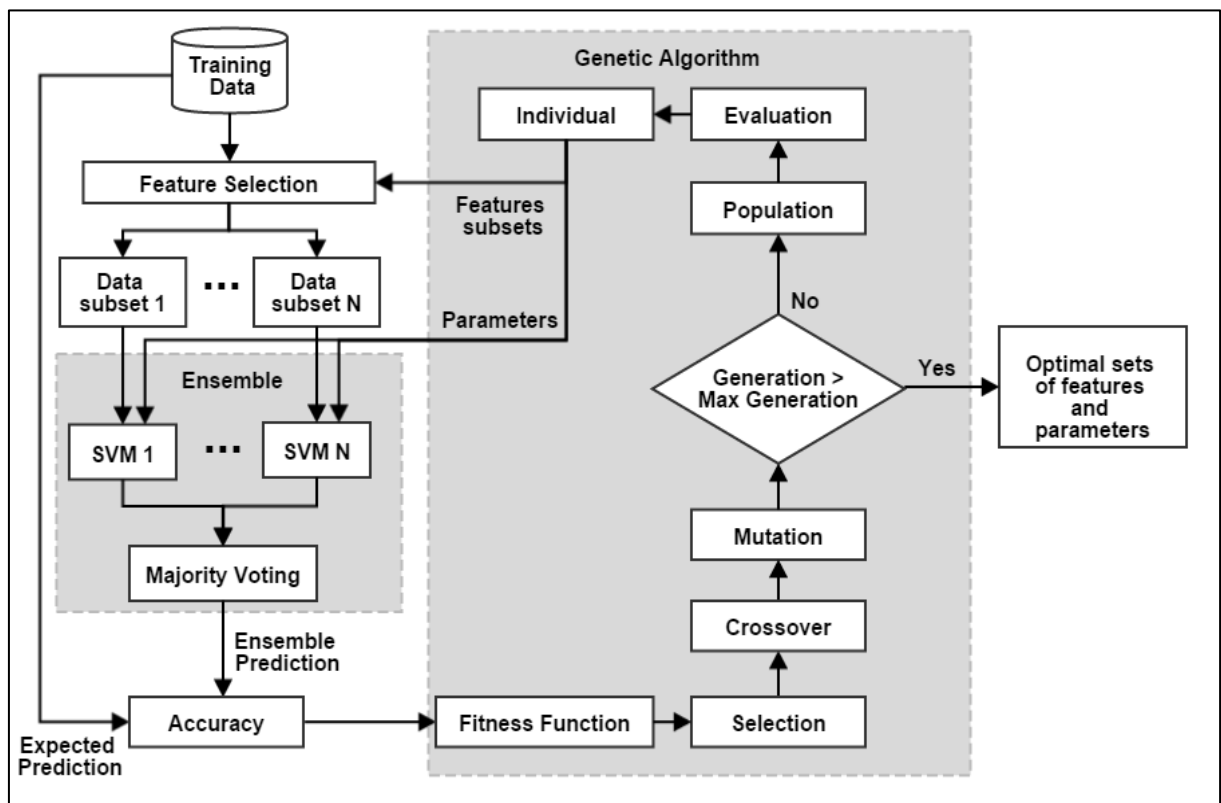 Training
Data
Genetic Algorithm
Individual
Evaluation
Feature Selection
Features
subsets
Population
Data
subset 1
...
Data
subset N
Parameters
No
Ensemble
Generation >
Max Generation
Yes
Optimal sets
of features
and
parameters
SVM 1
...
SVM N
Mutation
Majority Voting
Crossover
Ensemble
Prediction
Accuracy
Fitness Function
Selection
Expected
Prediction